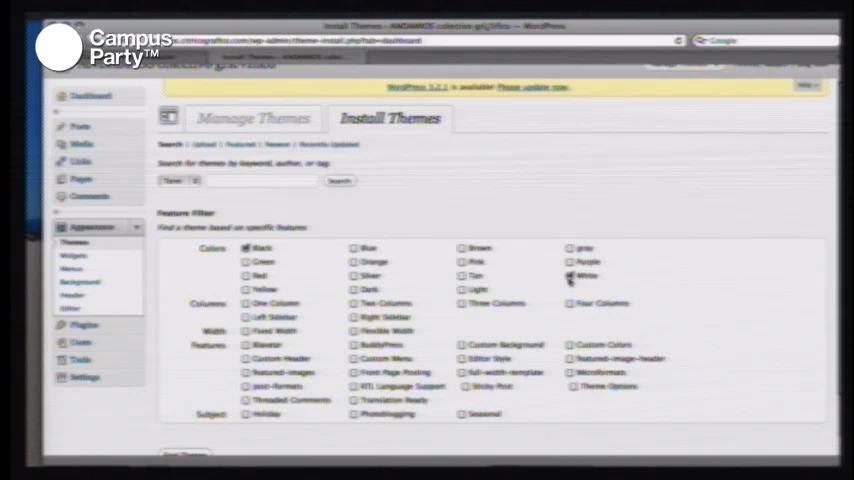 Campus
Party™
Install Themes
WordPress
Google
WordPress 3.2.1 is available! Please update now.
Help
Dashboard
Posts
Media
Links
Pages
Comments
Appearance
Themes
Widgets
Menus
Background
Header
Editor
Plugins
Users
Tools
Settings
Manage Themes
Install Themes
Search | Upload | Featured | Newest | Recently Updated
Search for themes by keyword, author, or tag.
Term
Search
Feature Filter
Find a theme based on specific features
Colors Black Blue Brown gray
Green Orange Pink Purple
Red Silver Tan White
Yellow Dark Light
Columns One Column Two Columns Three Columns Four Columns
Left Sidebar Right Sidebar
Width Fixed Width Flexible Width
Features Blavatar BuddyPress Custom Background Custom Colors
Custom Header Custom Menu Editor Style featured-image-header
featured-images Front Page Posting full-width-template Microformats
post-formats RTL Language Support Sticky Post Theme Options
Threaded Comments Translation Ready
Subject Holiday Photoblogging Seasonal
Find Themes